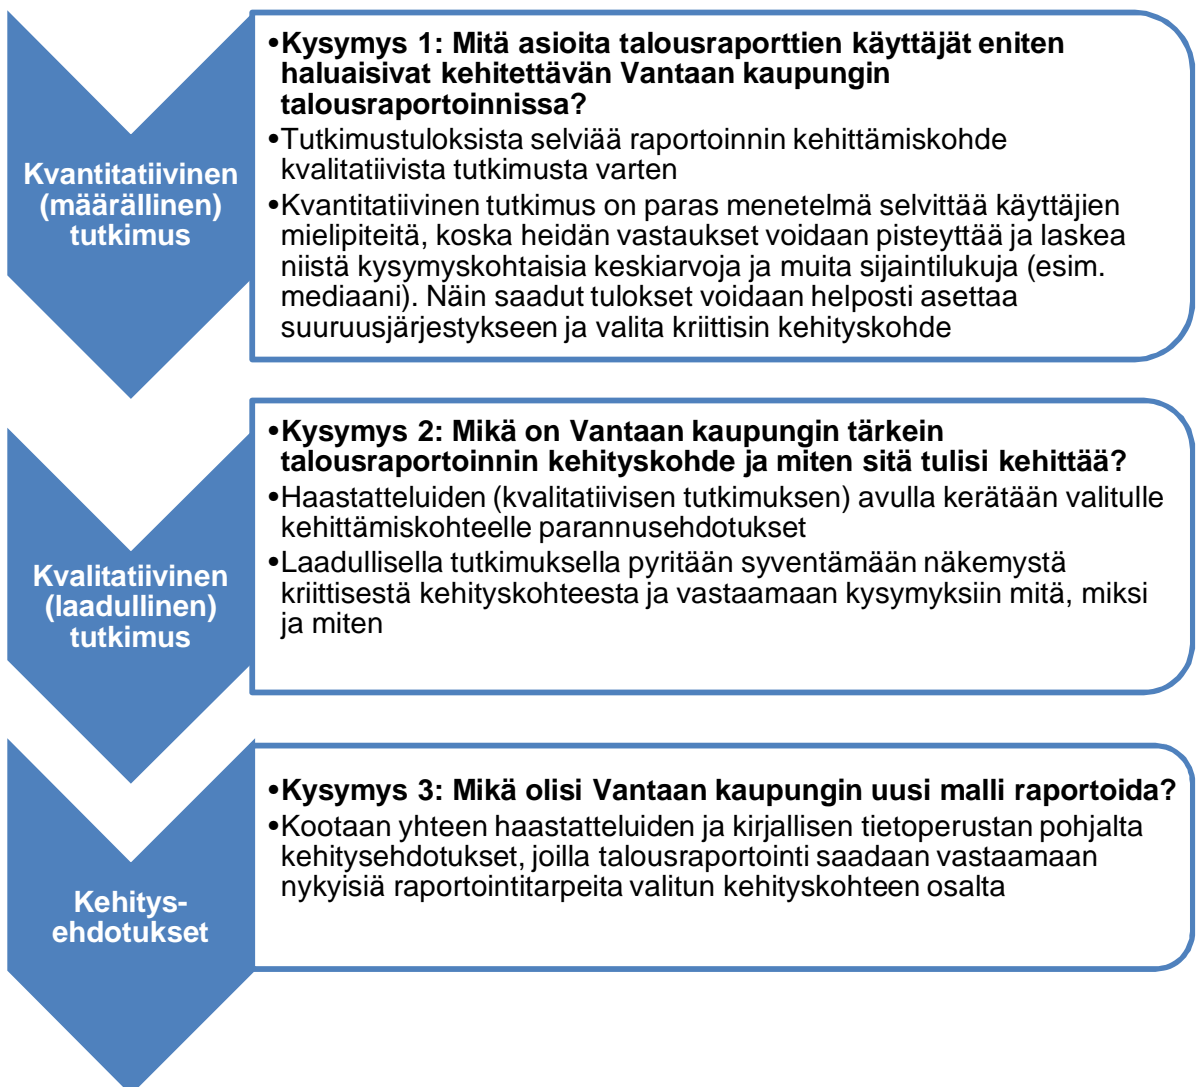 Kvantitatiivinen
(määrällinen)
tutkimus
•Kysymys 1: Mitä asioita talousraporttien käyttäjät eniten
haluaisivat kehitettävän Vantaan kaupungin
talousraportoinnissa?
•Tutkimustuloksista selviää raportoinnin kehittämiskohde
kvalitatiivista tutkimusta varten
•Kvantitatiivinen tutkimus on paras menetelmä selvittää käyttäjien
mielipiteitä, koska heidän vastaukset voidaan pisteyttää ja laskea
niistä kysymyskohtaisia keskiarvoja ja muita sijaintilukuja (esim.
mediaani). Näin saadut tulokset voidaan helposti asettaa
suuruusjärjestykseen ja valita kriittisin kehityskohde
Kvalitatiivinen
(laadullinen)
tutkimus
•Kysymys 2: Mikä on Vantaan kaupungin tärkein
talousraportoinnin kehityskohde ja miten sitä tulisi kehittää?
•Haastatteluiden (kvalitatiivisen tutkimuksen) avulla kerätään valitulle
kehittämiskohteelle parannusehdotukset
•Laadullisella tutkimuksella pyritään syventämään näkemystä
kriittisestä kehityskohteesta ja vastaamaan kysymyksiin mitä, miksi
ja miten
Kehitys-
ehdotukset
•Kysymys 3: Mikä olisi Vantaan kaupungin uusi malli raportoida?
•Kootaan yhteen haastatteluiden ja kirjallisen tietoperustan pohjalta
kehitysehdotukset, joilla talousraportointi saadaan vastaamaan
nykyisiä raportointitarpeita valitun kehityskohteen osalta